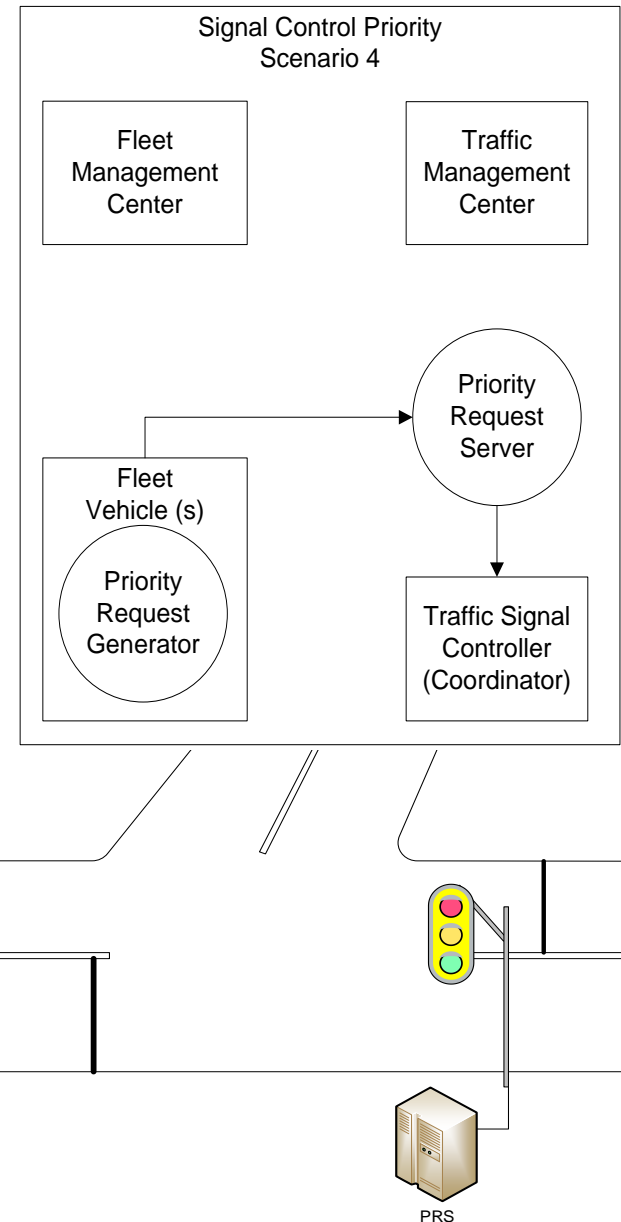 Signal Control Priority
Scenario 4
Fleet
Management
Center
Traffic
Management
Center
Priority
Request
Server
Fleet
Vehicle (s)
Priority
Request
Generator
Traffic Signal
Controller
(Coordinator)
PRS